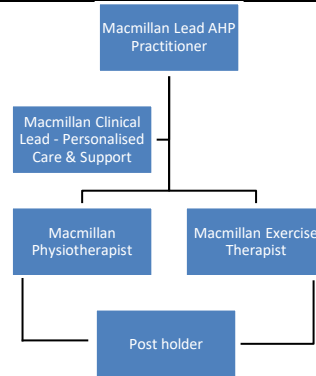 Macmillan Lead AHP
Practitioner
Macmillan Clinical
Lead - Personalised
Care & Support
Macmillan
Physiotherapist
Macmillan Exercise
Therapist
Post holder